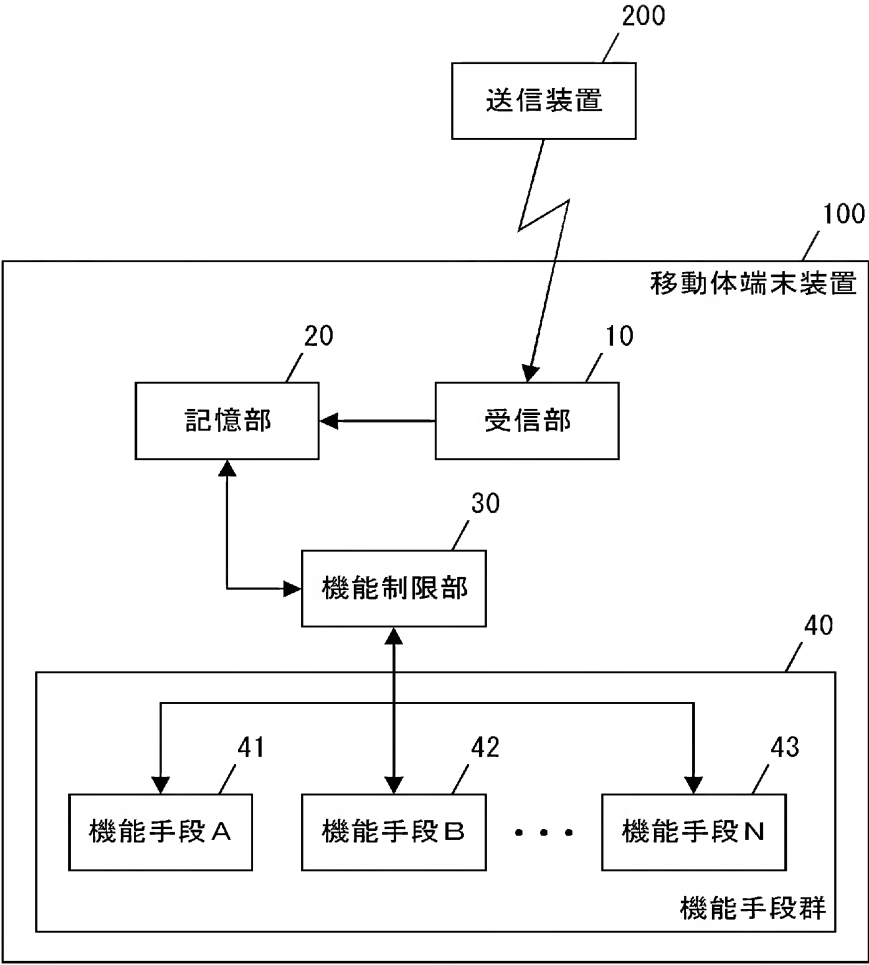 200
送信装置
100
移動体端末装置
20
10
記憶部
受信部
30
機能制限部
40
41
42
43
機能手段A
機能手段B
・・・
機能手段N
機能手段群